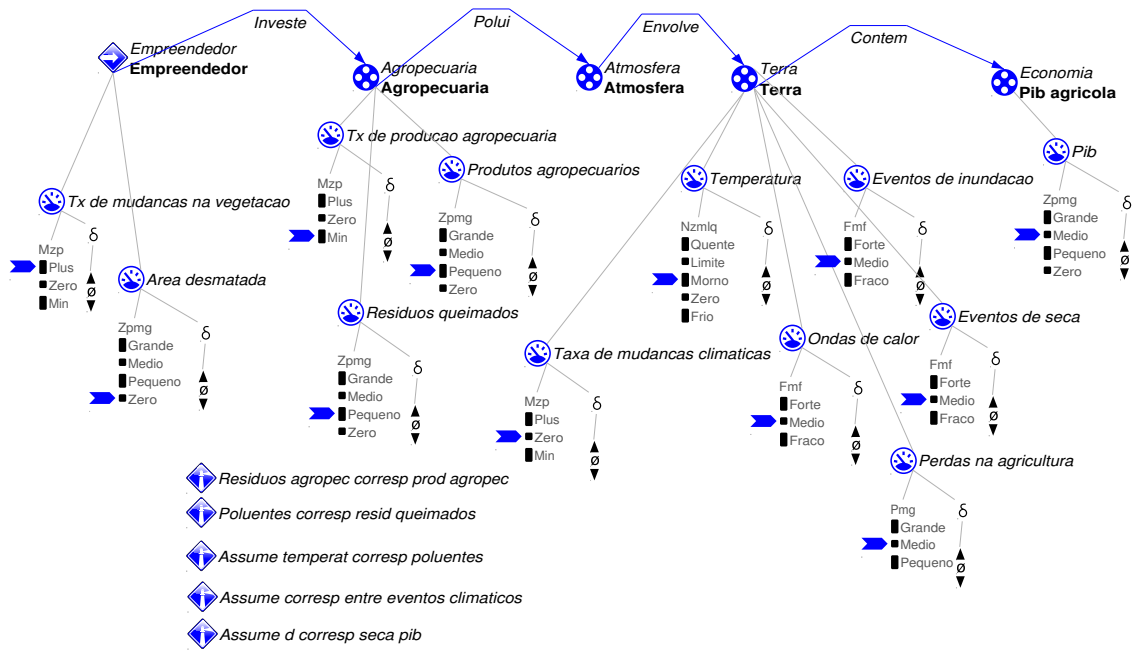 Investe
Polui
Envolve
Contem
Empreendedor
Empreendedor
Agropecuaria
Agropecuaria
Atmosfera
Atmosfera
Terra
Terra
Economia
Pib agricola
Tx de mudancas na vegetacao
Mzp
Plus
Zero
Min
δ
ø
Area desmatada
Zpmg
Grande
Medio
Pequeno
Zero
δ
ø
Tx de producao agropecuaria
Mzp
Plus
Zero
Min
δ
ø
Produtos agropecuarios
Zpmg
Grande
Medio
Pequeno
Zero
δ
ø
Residuos queimados
Zpmg
Grande
Medio
Pequeno
Zero
δ
ø
Taxa de mudancas climaticas
Mzp
Plus
Zero
Min
δ
ø
Temperatura
Nzmlq
Quente
Limite
Morno
Zero
Frio
δ
ø
Ondas de calor
Fmf
Forte
Medio
Fraco
δ
ø
Eventos de inundacao
Fmf
Forte
Medio
Fraco
δ
ø
Eventos de seca
Fmf
Forte
Medio
Fraco
δ
ø
Perdas na agricultura
Pmg
Grande
Medio
Pequeno
δ
ø
Pib
Zpmg
Grande
Medio
Pequeno
Zero
δ
ø
Residuos agropec corresp prod agropec
Poluentes corresp resid queimados
Assume temperat corresp poluentes
Assume corresp entre eventos climaticos
Assume d corresp seca pib